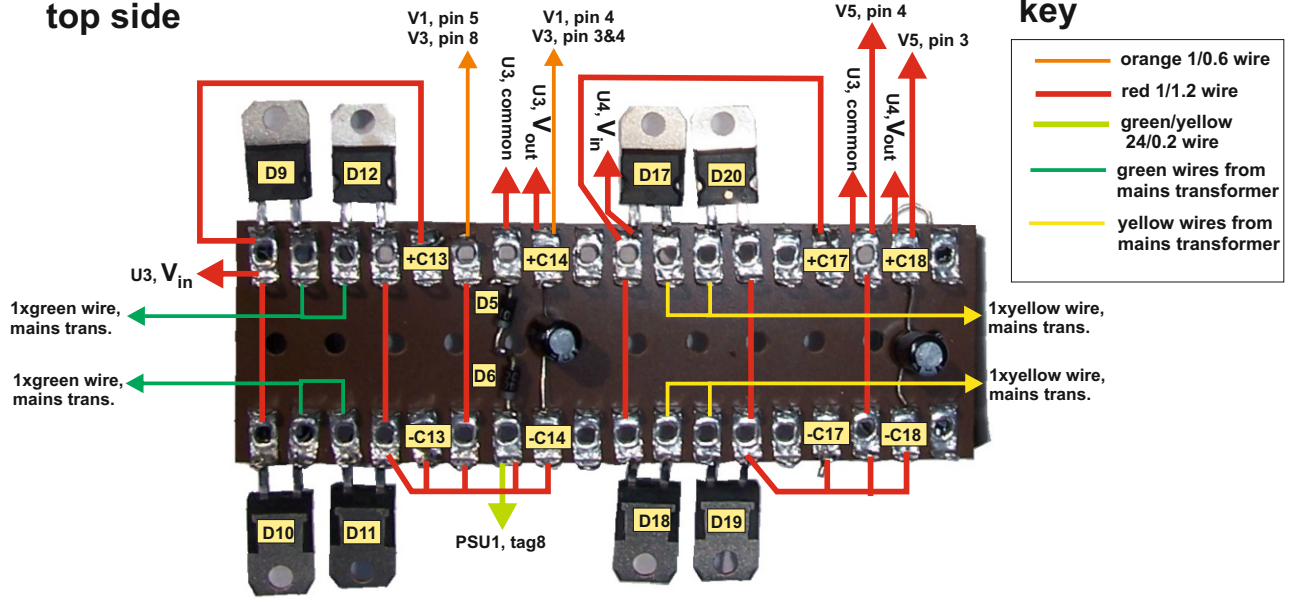 top side
V1, pin 5
V3, pin 8
V1, pin 4
V3, pin 3&4
V5, pin 4
V5, pin 3
key
orange 1/0.6 wire
red 1/1.2 wire
green/yellow
24/0.2 wire
green wires from
mains transformer
yellow wires from
mains transformer
U3, common
U3, Vout
U4, Vin
U3, common
U4, Vout
D9
D12
D17
D20
+C13
+C14
+C17
+C18
U3, Vin
1xgreen wire,
mains trans.
D5
1xyellow wire,
mains trans.
D6
1xgreen wire,
mains trans.
1xyellow wire,
mains trans.
-C13
-C14
-C17
-C18
D10
D11
D18
D19
PSU1, tag8